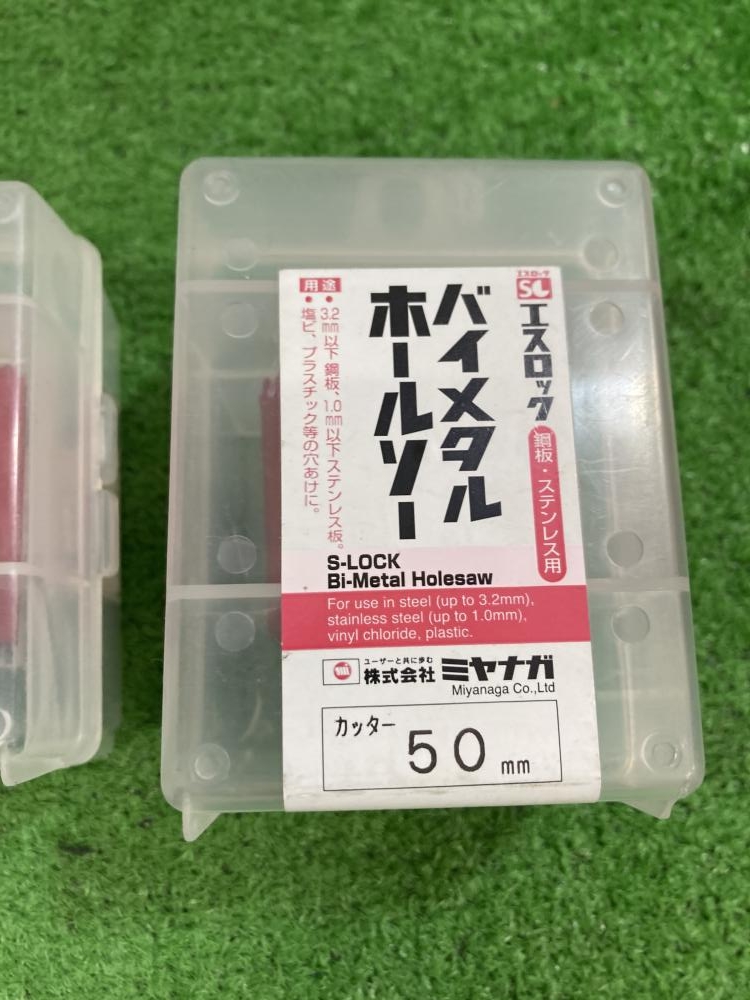 エスロック
SL
エスロック
鋼板・ステンレス用
バイメタル
ホールソー
用途
●3.2mm以下 鋼板、1.0mm以下ステンレス板。
●塩ビ、プラスチック等の穴あけに。
S-LOCK
Bi-Metal Holesaw
For use in steel (up to 3.2mm),
stainless steel (up to 1.0mm),
vinyl chloride, plastic.
ユーザーと共に歩む
株式会社 ミヤナガ
Miyanaga Co.,Ltd
カッター 50 mm